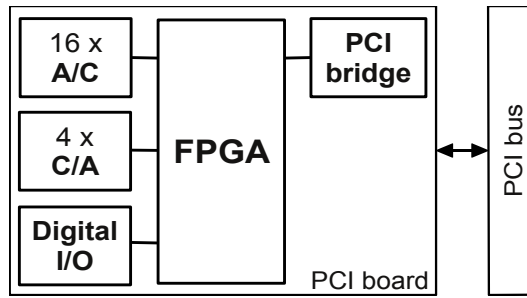 16 x
A/C
4 x
C/A
Digital
I/O
FPGA
PCI
bridge
PCI board
PCI bus